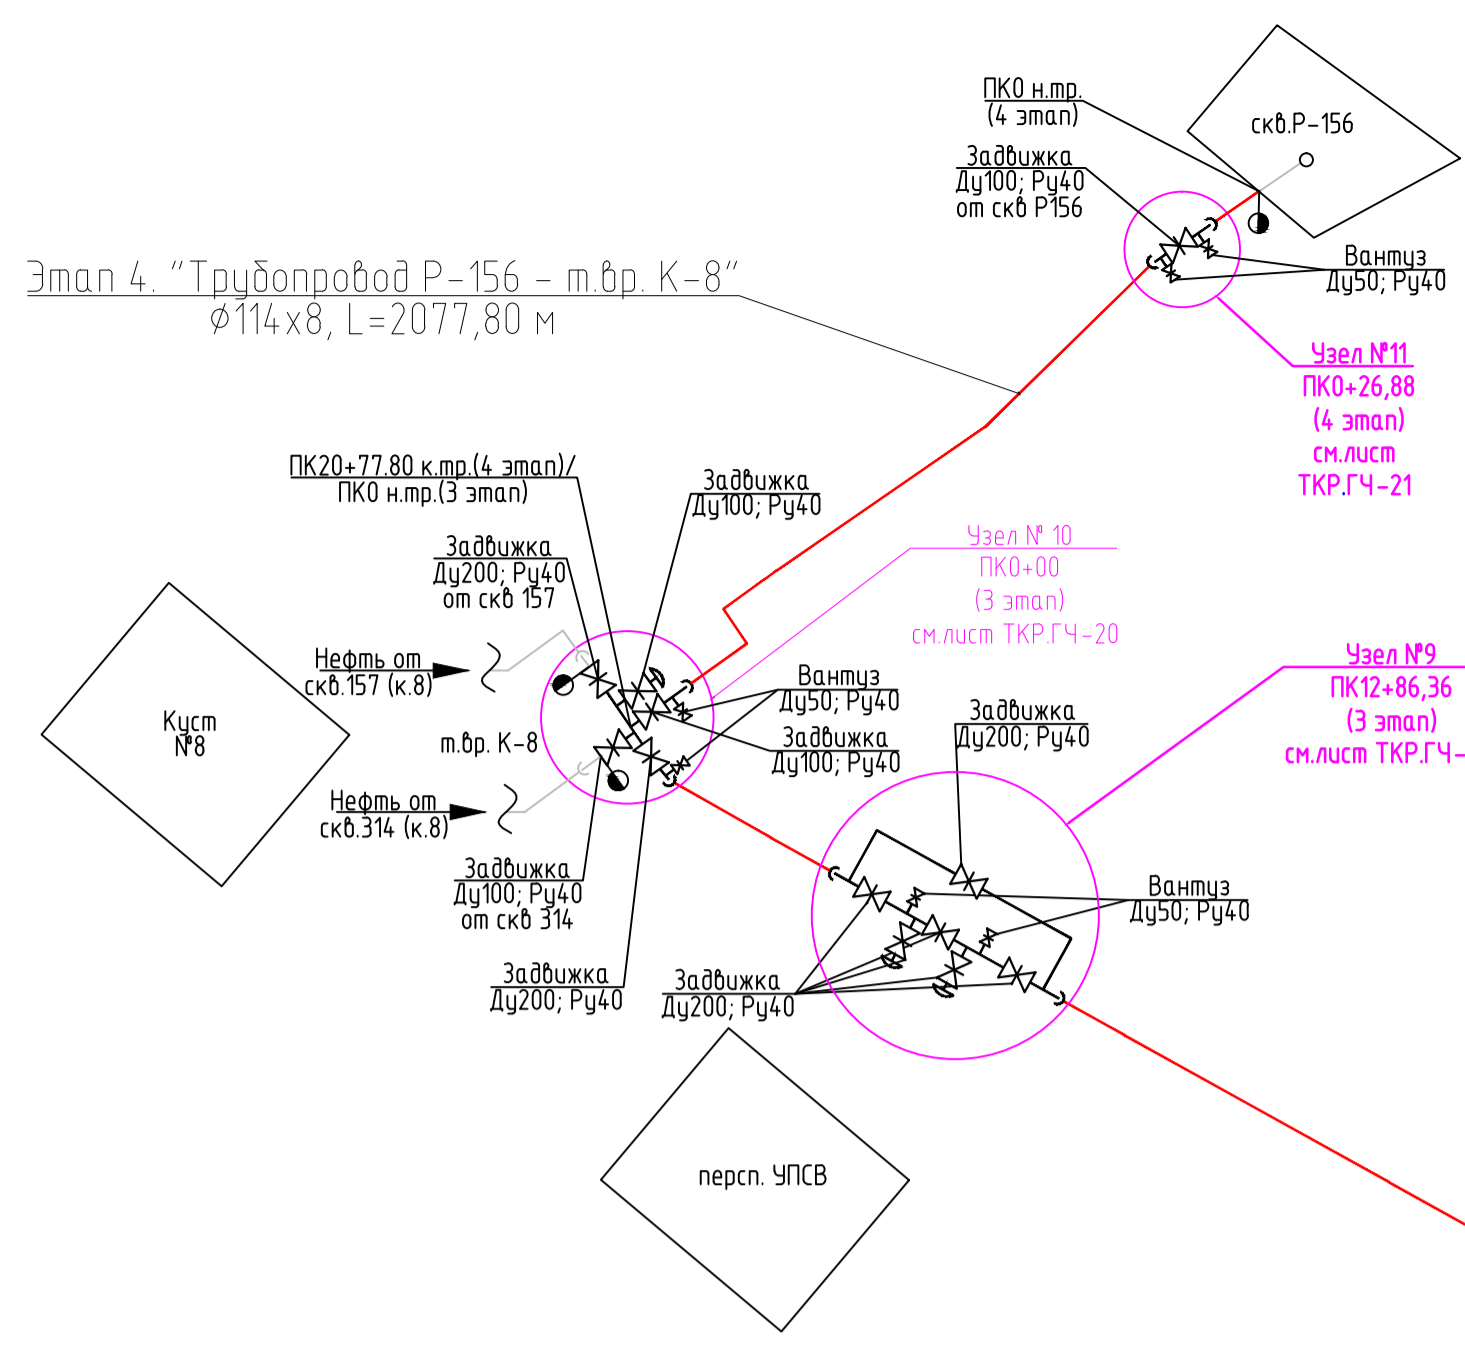 ПК0 н.тр.
(4 этап)
скв.Р-156
Задвижка
Ду100; Ру40
от скв Р156
Вантуз
Ду50; Ру40
Этап 4. "Трубопровод Р-156 - т.вр. К-8"
⌀114х8, L=2077,80 м
Узел №11
ПК0+26,88
(4 этап)
см.лист
ТКР.ГЧ-21
ПК20+77.80 к.тр.(4 этап)/
ПК0 н.тр.(3 этап)
Задвижка
Ду100; Ру40
Задвижка
Ду200; Ру40
от скв 157
Узел № 10
ПК0+00
(3 этап)
см.лист ТКР.ГЧ-20
Нефть от
скв.157 (к.8)
Куст
№8
т.вр. К-8
Вантуз
Ду50; Ру40
Задвижка
Ду100; Ру40
Узел №9
ПК12+86,36
(3 этап)
см.лист ТКР.ГЧ-
Задвижка
Ду200; Ру40
Нефть от
скв.314 (к.8)
Задвижка
Ду100; Ру40
от скв 314
Вантуз
Ду50; Ру40
Задвижка
Ду200; Ру40
Задвижка
Ду200; Ру40
персп. УПСВ